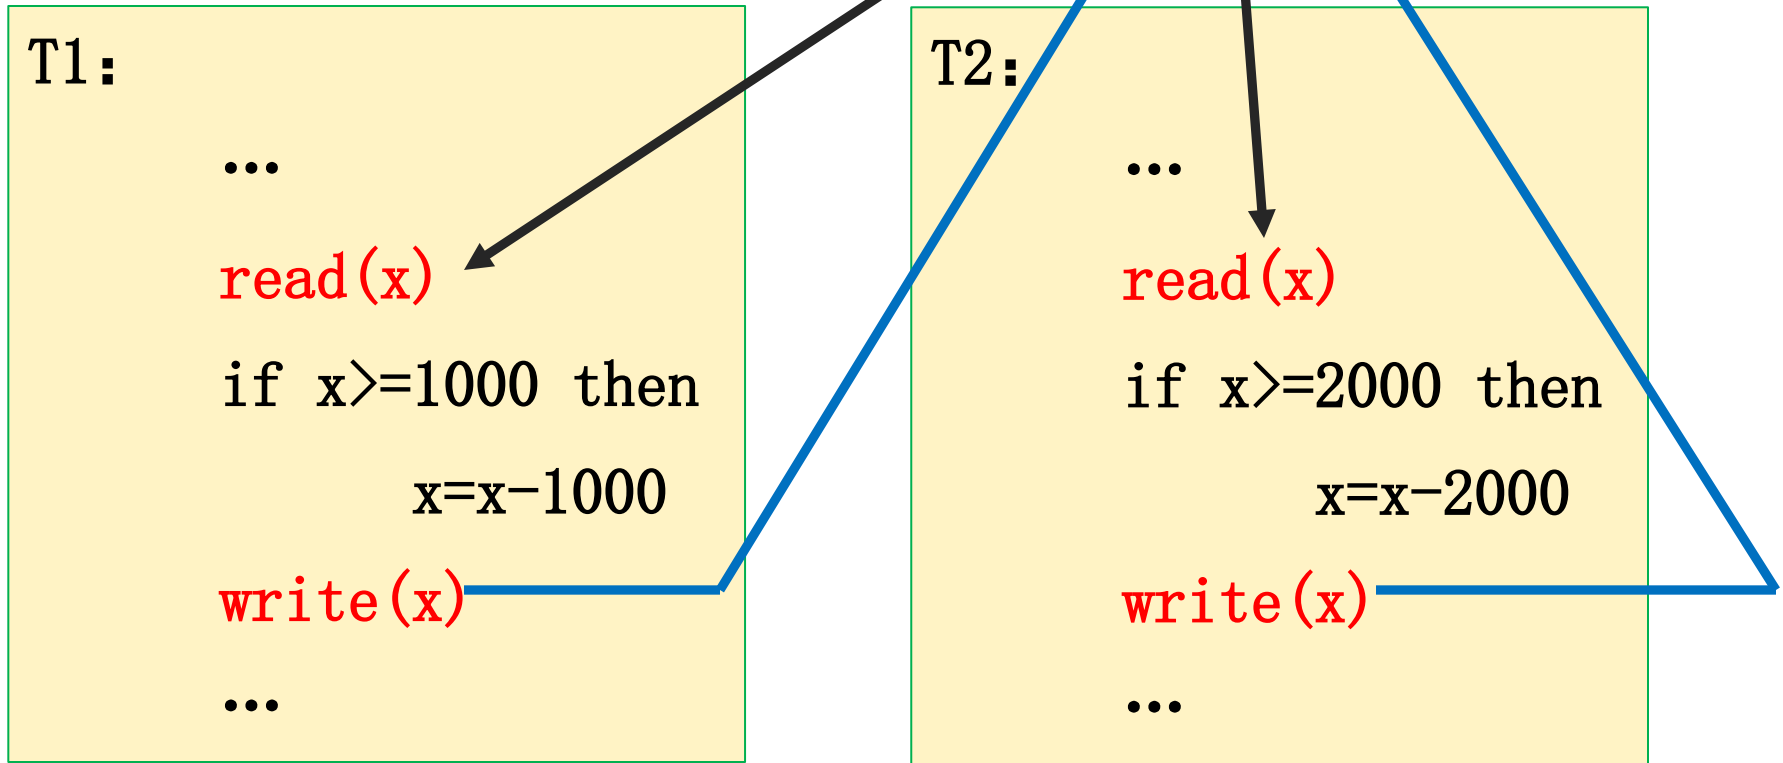 T1：
...
read(x)
if x>=1000 then
x=x-1000
write(x)
...
T2：
...
read(x)
if x>=2000 then
x=x-2000
write(x)
...